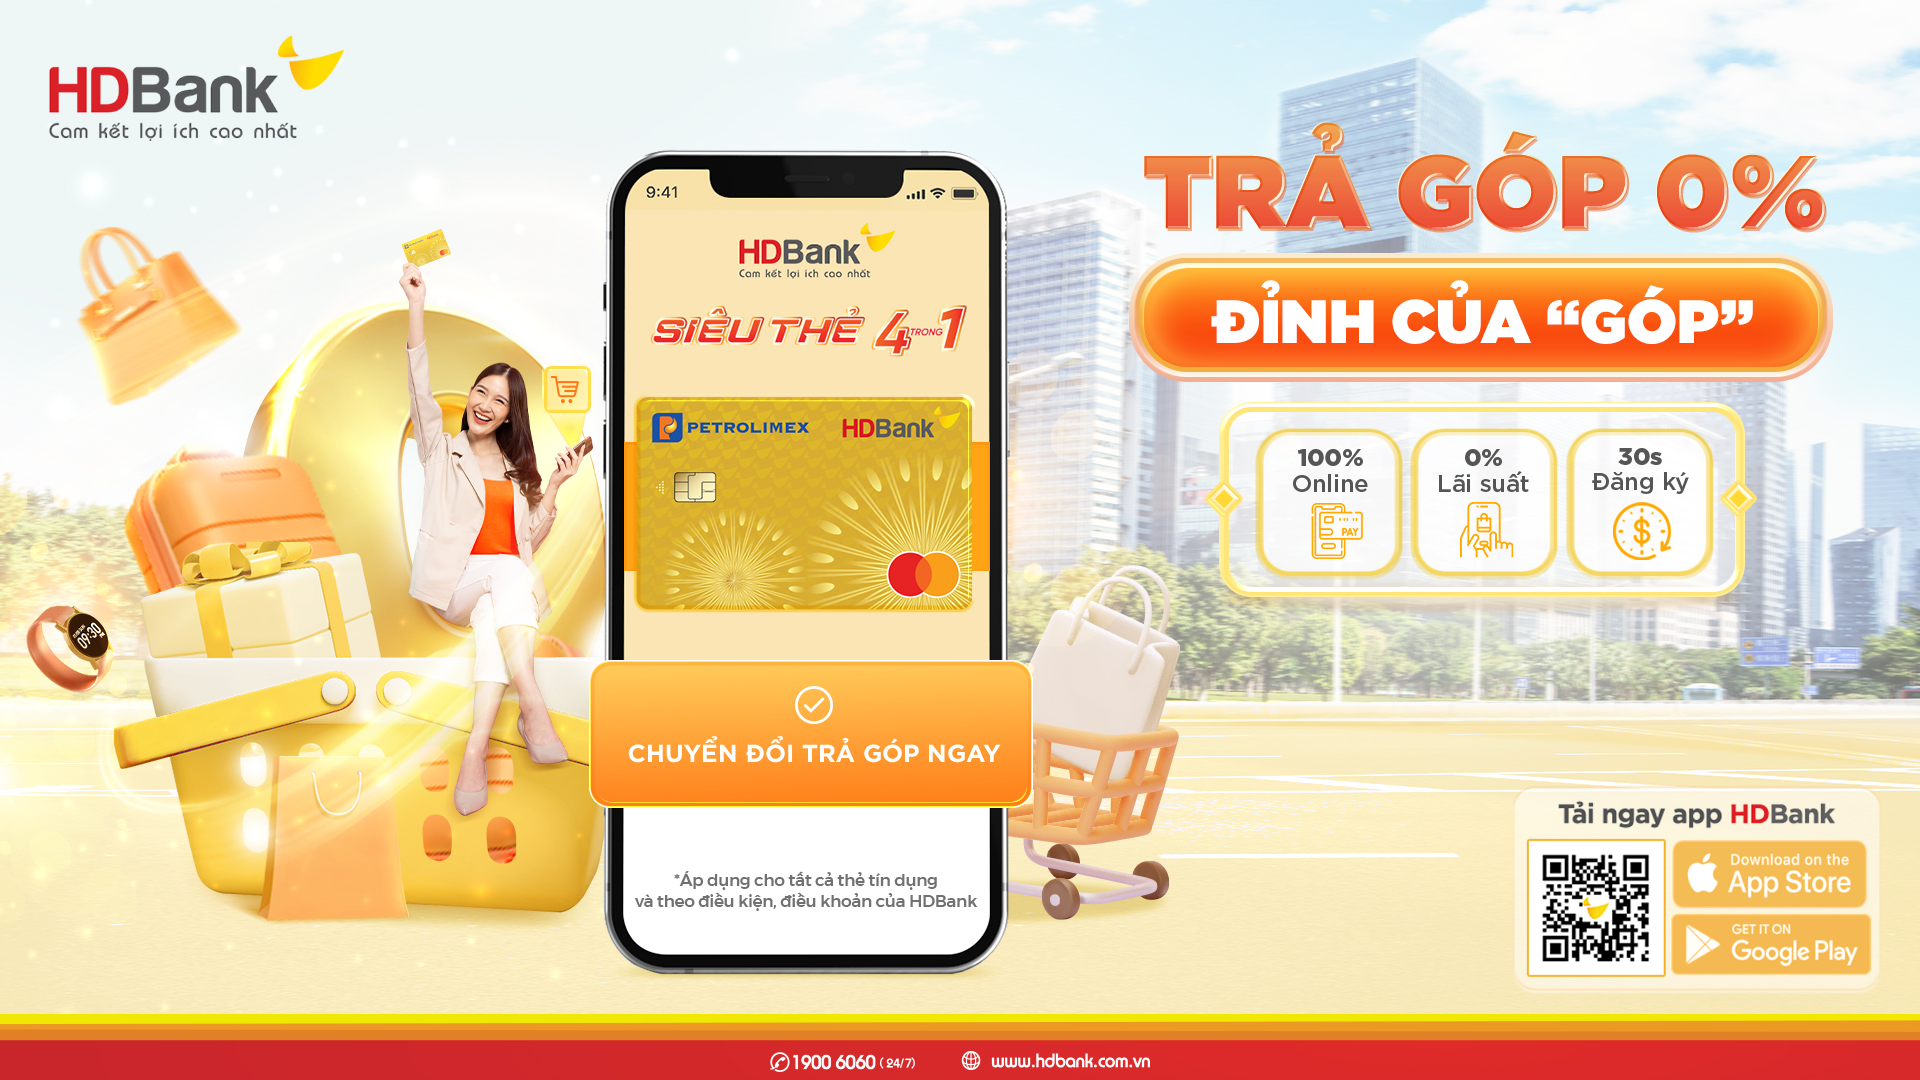 HDBank
Cam kết lợi ích cao nhất
9:41
HDBank
Cam kết lợi ích cao nhất
SIÊU THẺ 4 TRONG 1
PETROLIMEX HDBank
CHUYỂN ĐỔI TRẢ GÓP NGAY
*Áp dụng cho tất cả thẻ tín dụng
và theo điều kiện, điều khoản của HDBank
TRẢ GÓP 0%
ĐỈNH CỦA “GÓP”
100%
Online
PAY
0%
Lãi suất
30s
Đăng ký
09:30
Tải ngay app HDBank
Download on the
App Store
GET IT ON
Google Play
1900 6060 (24/7)
www.hdbank.com.vn